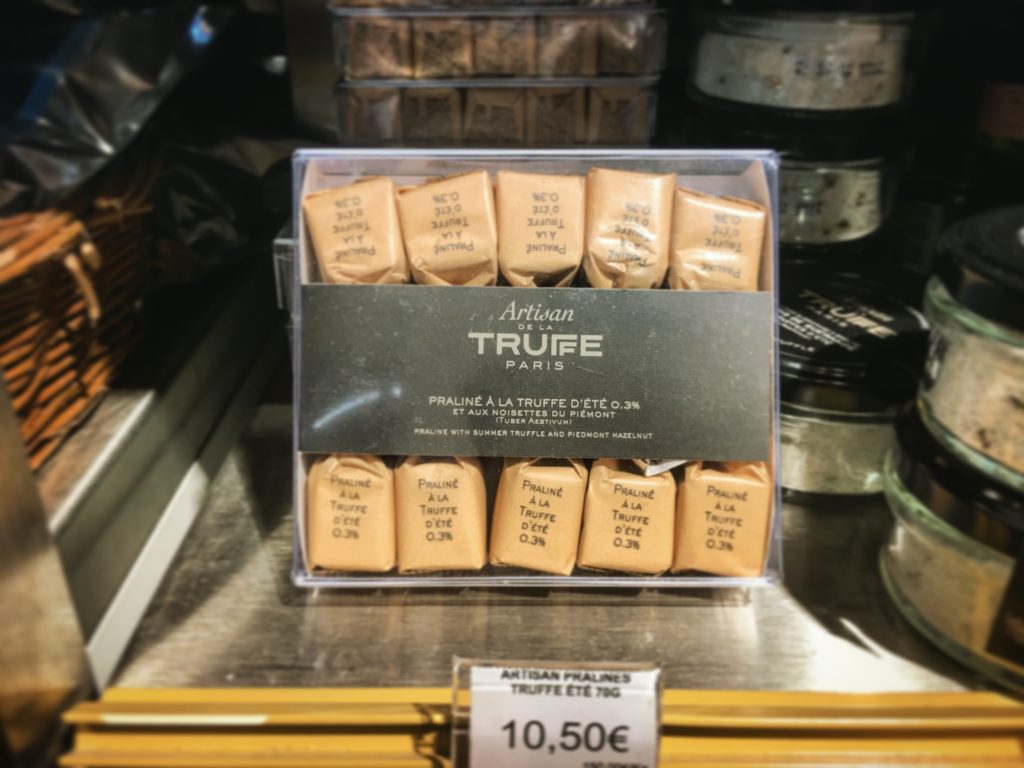 0.3%
D'ÉTÉ
TRUFFE
À LA
PRALINÉ
0.3%
D'ÉTÉ
TRUFFE
À LA
PRALINÉ
0.3%
D'ÉTÉ
TRUFFE
À LA
PRALINÉ
0.3%
D'ÉTÉ
TRUFFE
À LA
PRALINÉ
0.3%
D'ÉTÉ
TRUFFE
PRALINÉ
Artisan
DE LA
TRUFFE
PARIS
PRALINÉ À LA TRUFFE D'ÉTÉ 0.3%
ET AUX NOISETTES DU PIÉMONT
(TUBER AESTIVUM)
PRALINE WITH SUMMER TRUFFLE AND PIEDMONT HAZELNUT
PRALINÉ
À LA
TRUFFE
D'ÉTÉ
0.3%
PRALINÉ
À LA
TRUFFE
D'ÉTÉ
0.3%
PRALINÉ
À LA
TRUFFE
D'ÉTÉ
0.3%
PRALINÉ
À LA
TRUFFE
D'ÉTÉ
0.3%
PRALINÉ
À LA
TRUFFE
D'ÉTÉ
0.3%
TRUFFE
PARIS
ARTISAN PRALINES
TRUFFE ÉTÉ 70G
10,50€